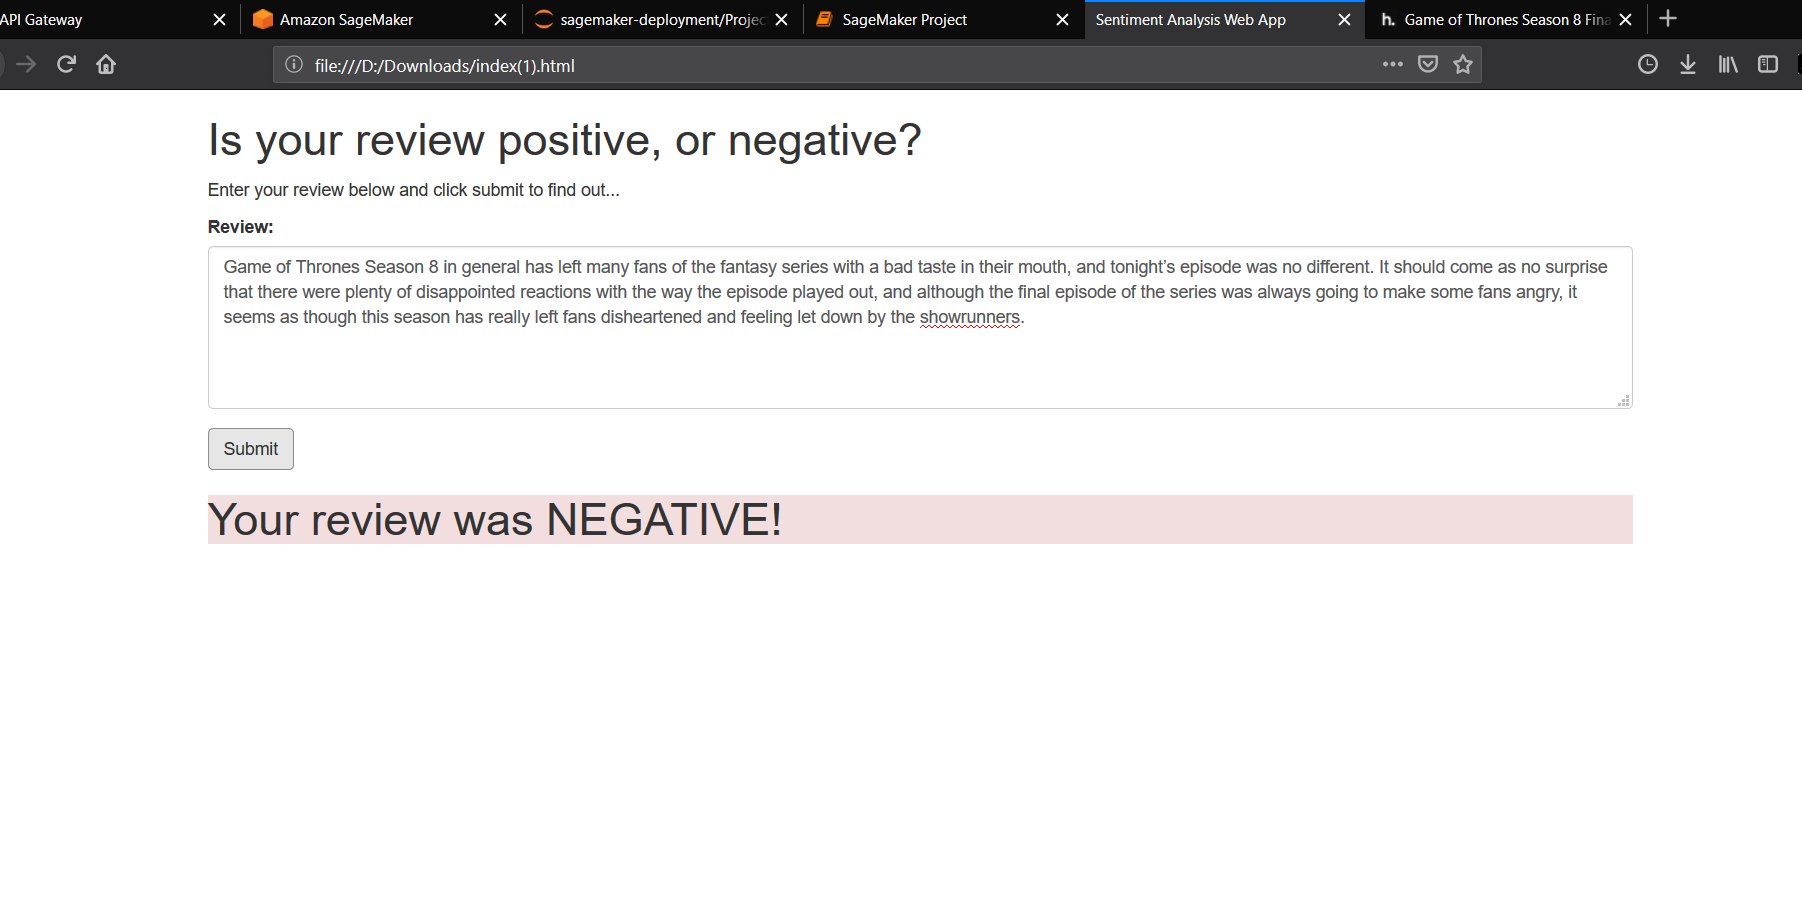 API Gateway
Amazon SageMaker
sagemaker-deployment/Projec
SageMaker Project
Sentiment Analysis Web App
h. Game of Thrones Season 8 Fina
file:///D:/Downloads/index(1).html
Is your review positive, or negative?
Enter your review below and click submit to find out...
Review:
Game of Thrones Season 8 in general has left many fans of the fantasy series with a bad taste in their mouth, and tonight’s episode was no different. It should come as no surprise
that there were plenty of disappointed reactions with the way the episode played out, and although the final episode of the series was always going to make some fans angry, it
seems as though this season has really left fans disheartened and feeling let down by the showrunners.
Submit
Your review was NEGATIVE!